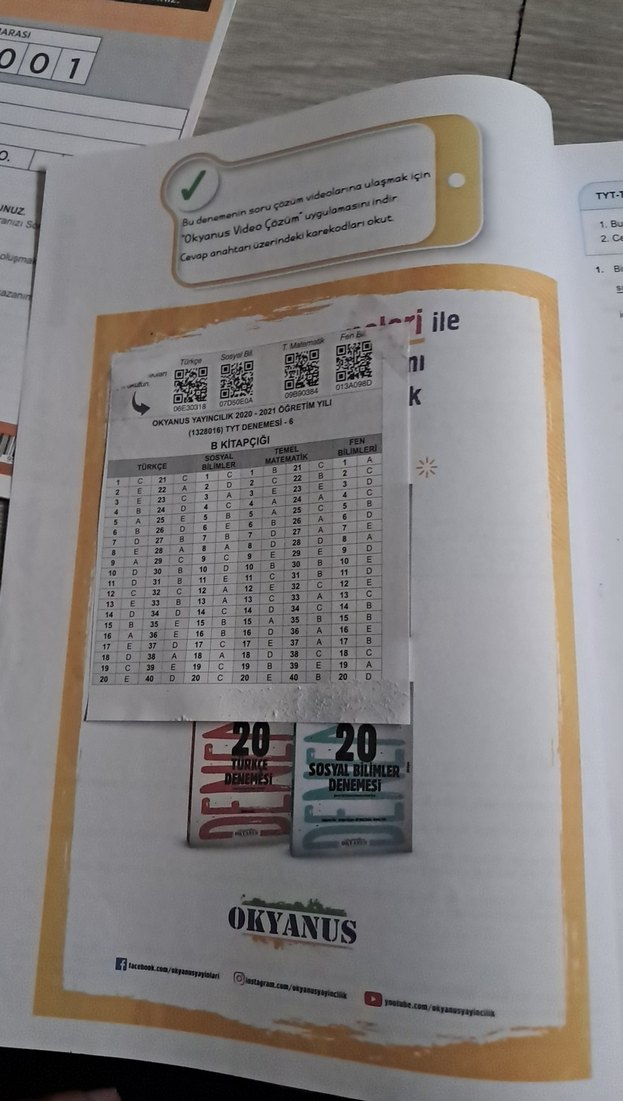 ARASI
001
O.
UNUZ.
Bu denemenin soru çözüm videolarına ulaşmak için
"Okyanus Video Çözüm" uygulamasını indir
Cevap anahtarı üzerindeki karekodları okut.
TYT-T
1. Bu
2. Ce
1. Bi
ile
k
Türkçe Sosyal Bil. T. Matematik Fen Bil.
06E30318 07D50E0A 09B90384 013A098D
OKYANUS YAYINCILIK 2020 - 2021 ÖĞRETİM YILI
(1328016) TYT DENEMESİ - 6
B KİTAPÇIĞI
TÜRKÇE SOSYAL BİLİMLER TEMEL MATEMATİK FEN BİLİMLERİ
1 C 21 C 1 C 1 B 21 C 1 A
2 E 22 A 2 D 2 C 22 B 2 C
3 E 23 C 3 A 3 E 23 E 3 D
4 B 24 D 4 C 4 A 24 A 4 C
5 A 25 E 5 B 5 A 25 C 5 B
6 B 26 D 6 E 6 B 26 A 6 D
7 D 27 B 7 B 7 D 27 A 7 E
8 E 28 A 8 A 8 D 28 D 8 A
9 A 29 C 9 C 9 E 29 E 9 D
10 D 30 B 10 D 10 B 30 B 10 E
11 D 31 B 11 E 11 C 31 B 11 D
12 C 32 C 12 A 12 E 32 C 12 E
13 E 33 B 13 A 13 C 33 A 13 C
14 D 34 D 14 C 14 D 34 C 14 B
15 B 35 E 15 B 15 A 35 B 15 B
16 A 36 E 16 B 16 D 36 A 16 E
17 E 37 D 17 C 17 E 37 A 17 B
18 D 38 A 18 A 18 D 38 C 18 C
19 C 39 E 19 C 19 B 39 E 19 A
20 E 40 D 20 C 20 E 40 B 20 D
20
TÜRKÇE
DENEMESİ
20
SOSYAL BİLİMLER
DENEMESİ
OKYANUS
facebook.com/okyanusyayinlari
instagram.com/okyanusyayincilik
youtube.com/okyanusyayincilik